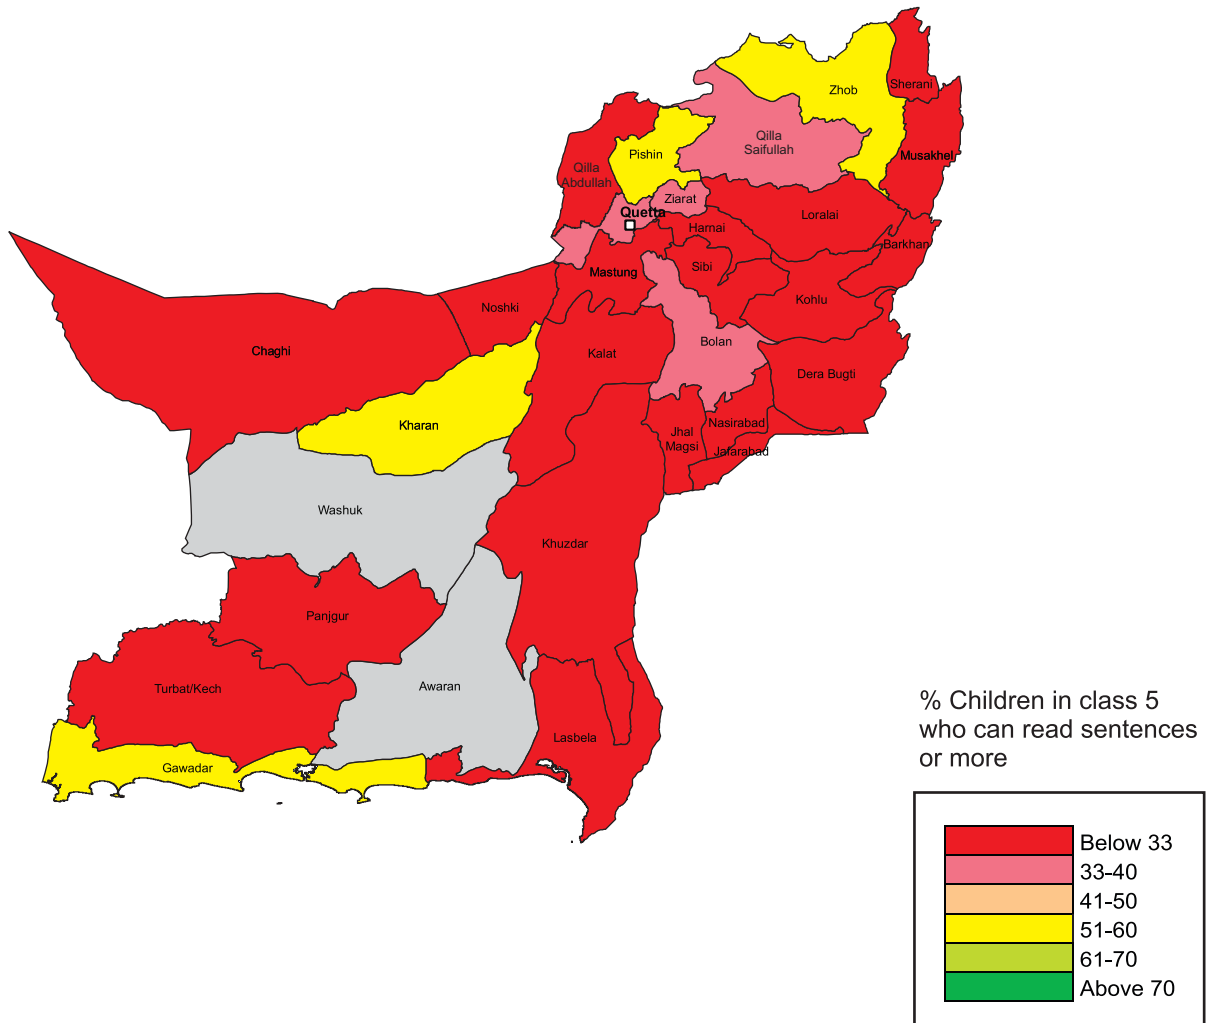 Sherani
Zhob
Qilla
Saifullah
Musakhel
Pishin
Qilla
Abdullah
Ziarat
Quetta
Loralai
Harnai
Barkhan
Sibi
Mastung
Kohlu
Noshki
Bolan
Chaghi
Kalat
Dera Bugti
Kharan
Nasirabad
Jhal
Magsi
Jafarabad
Washuk
Khuzdar
Panjgur
Turbat/Kech
Awaran
Lasbela
Gawadar
% Children in class 5
who can read sentences
or more
Below 33
33-40
41-50
51-60
61-70
Above 70